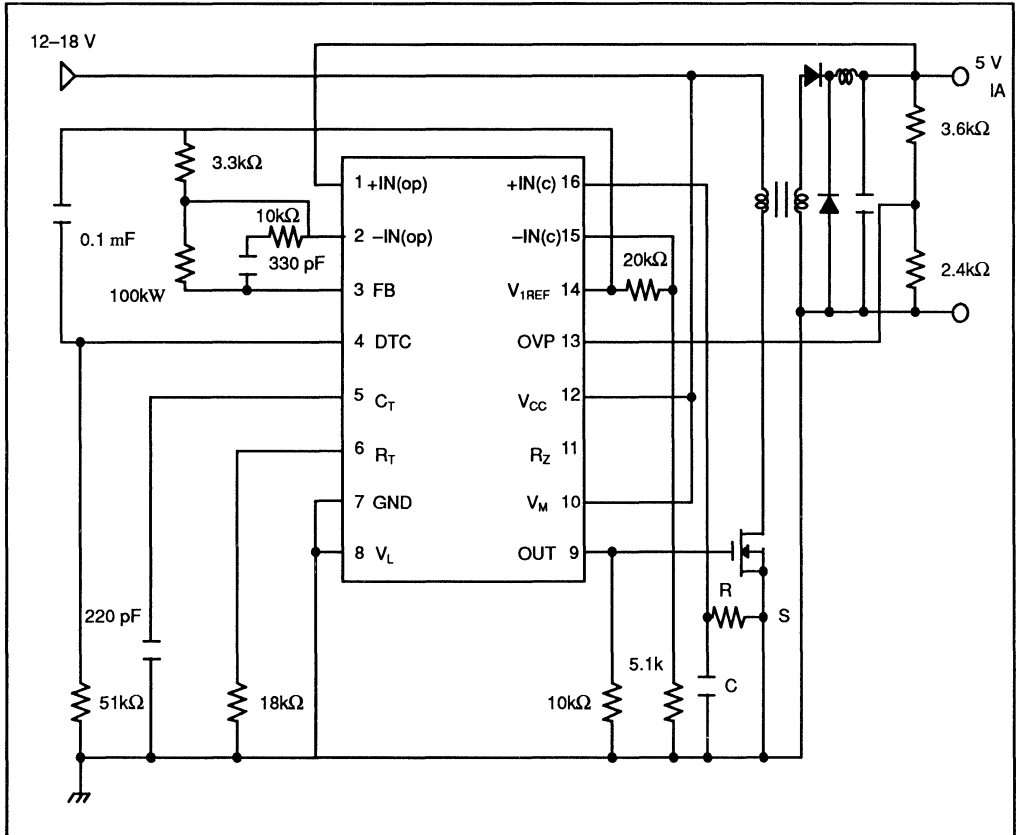 12–18 V
5 V
IA
3.6kΩ
3.3kΩ
1 +IN(op)
+IN(c) 16
10kΩ
0.1 mF
2 –IN(op)
–IN(c)15
330 pF
20kΩ
2.4kΩ
100kW
3 FB
V1REF 14
4 DTC
OVP 13
5 CT
VCC 12
6 RT
RZ 11
7 GND
VM 10
8 VL
OUT 9
R
S
220 pF
5.1k
C
51kΩ
18kΩ
10kΩ